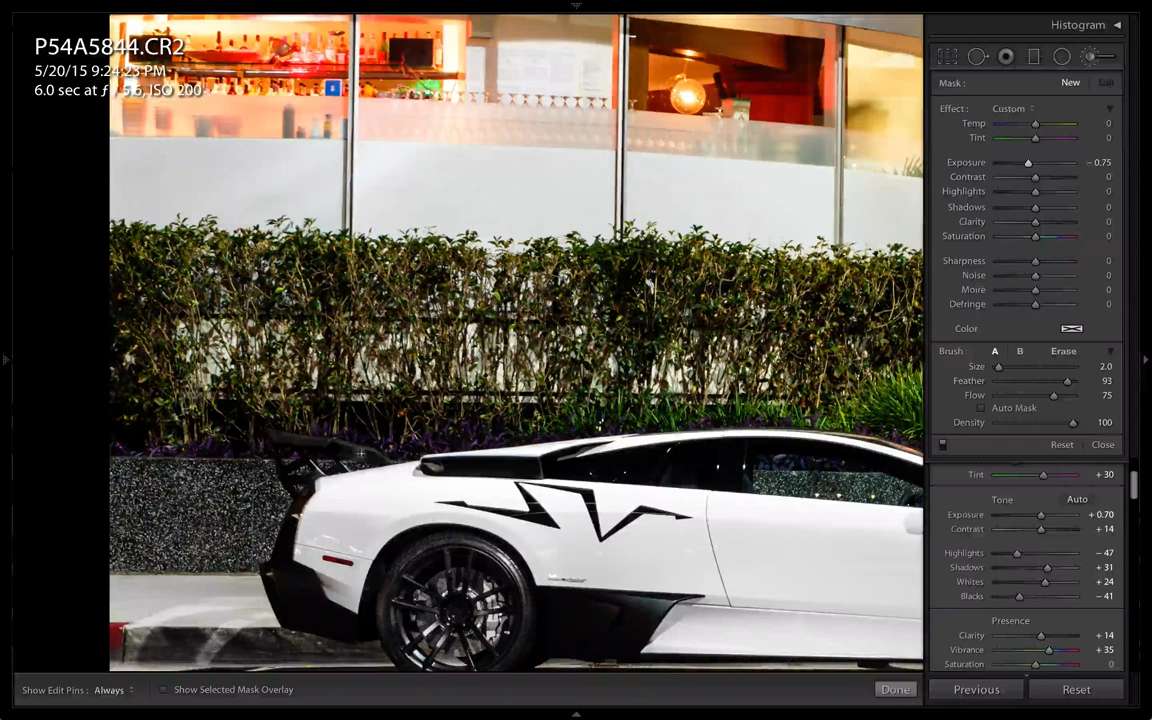 P54A5844.CR2
5/20/15 9:24:23 PM
6.0 sec at ƒ / 5.6, ISO 200
Histogram
Mask : New
Effect : Custom
Temp 0
Tint 0
Exposure – 0.75
Contrast 0
Highlights 0
Shadows 0
Clarity 0
Saturation 0
Sharpness 0
Noise 0
Moire 0
Defringe 0
Color
Brush : A B Erase
Size 2.0
Feather 93
Flow 75
Auto Mask
Density 100
Reset Close
Tint + 30
Tone Auto
Exposure + 0.70
Contrast + 14
Highlights – 47
Shadows + 31
Whites + 24
Blacks – 41
Presence
Clarity + 14
Vibrance + 35
Saturation 0
Show Edit Pins : Always Show Selected Mask Overlay Done Previous Reset